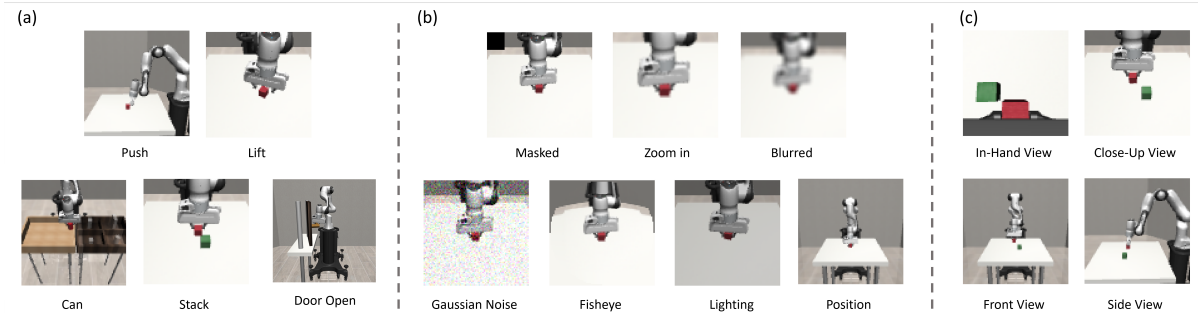 (a)
Push
Lift
Can
Stack
Door Open
(b)
Masked
Zoom in
Blurred
Gaussian Noise
Fisheye
Lighting
Position
(c)
In-Hand View
Close-Up View
Front View
Side View